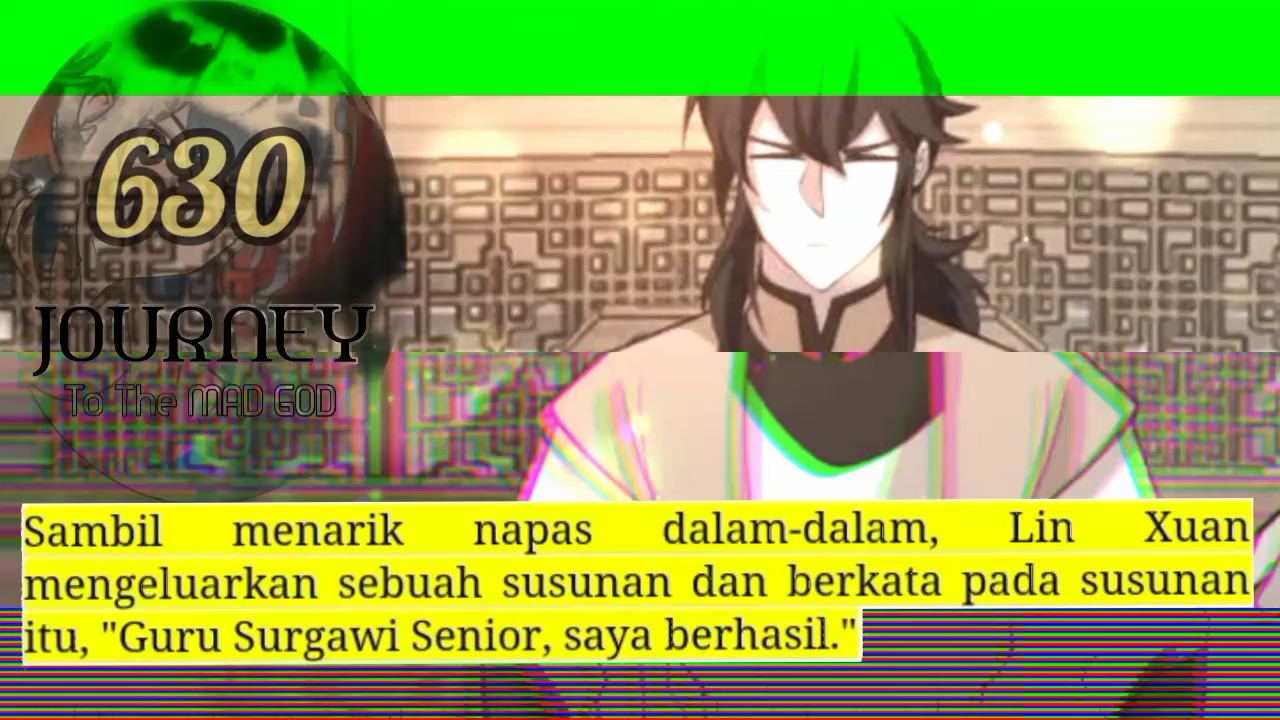 630
JOURNEY
To The MAD GOD
Sambil menarik napas dalam-dalam, Lin Xuan
mengeluarkan sebuah susunan dan berkata pada susunan
itu, "Guru Surgawi Senior, saya berhasil."